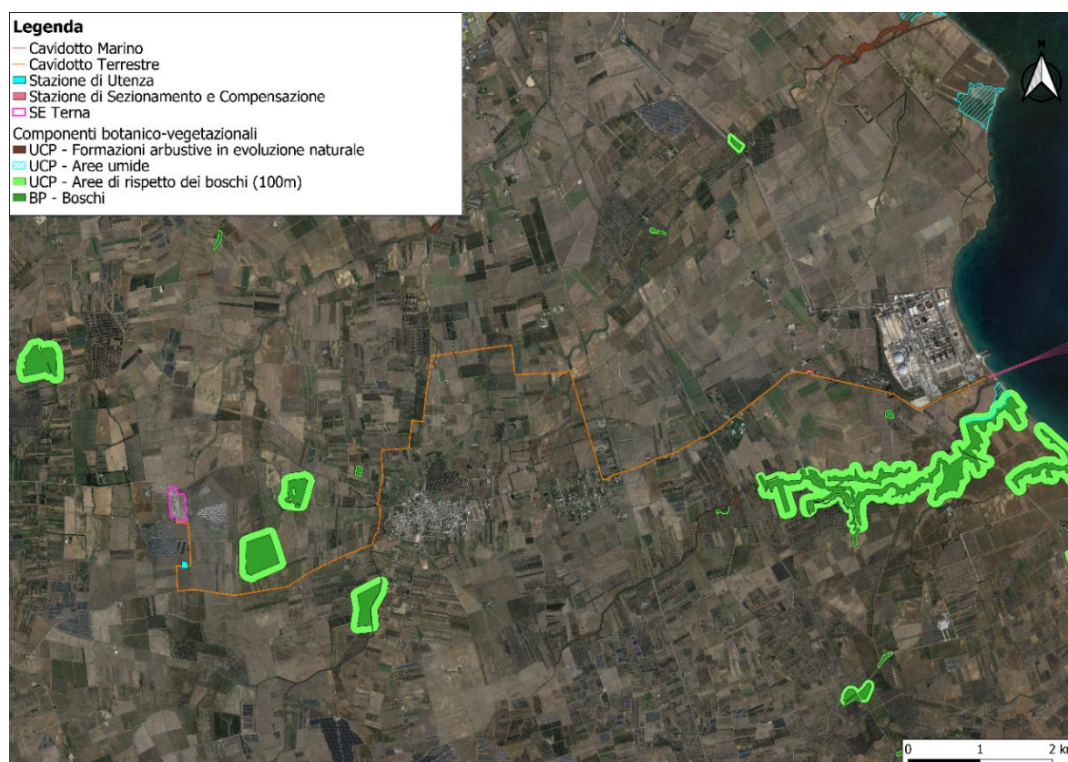 Legenda
Cavidotto Marino
Cavidotto Terrestre
Stazione di Utenza
Stazione di Sezionamento e Compensazione
SE Terna
Componenti botanico-vegetazionali
UCP - Formazioni arbustive in evoluzione naturale
UCP - Aree umide
UCP - Aree di rispetto dei boschi (100m)
BP - Boschi
N
0 1 2 km